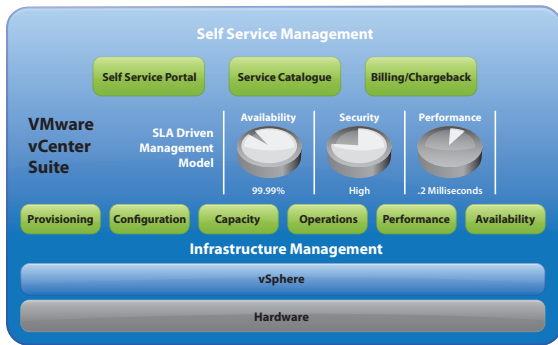 Self Service Management
Self Service Portal
Service Catalogue
Billing/Chargeback
VMware
vCenter
Suite
SLA Driven
Management
Model
Availability
99.99%
Security
High
Performance
.2 Milliseconds
Provisioning
Configuration
Capacity
Operations
Performance
Availability
Infrastructure Management
vSphere
Hardware